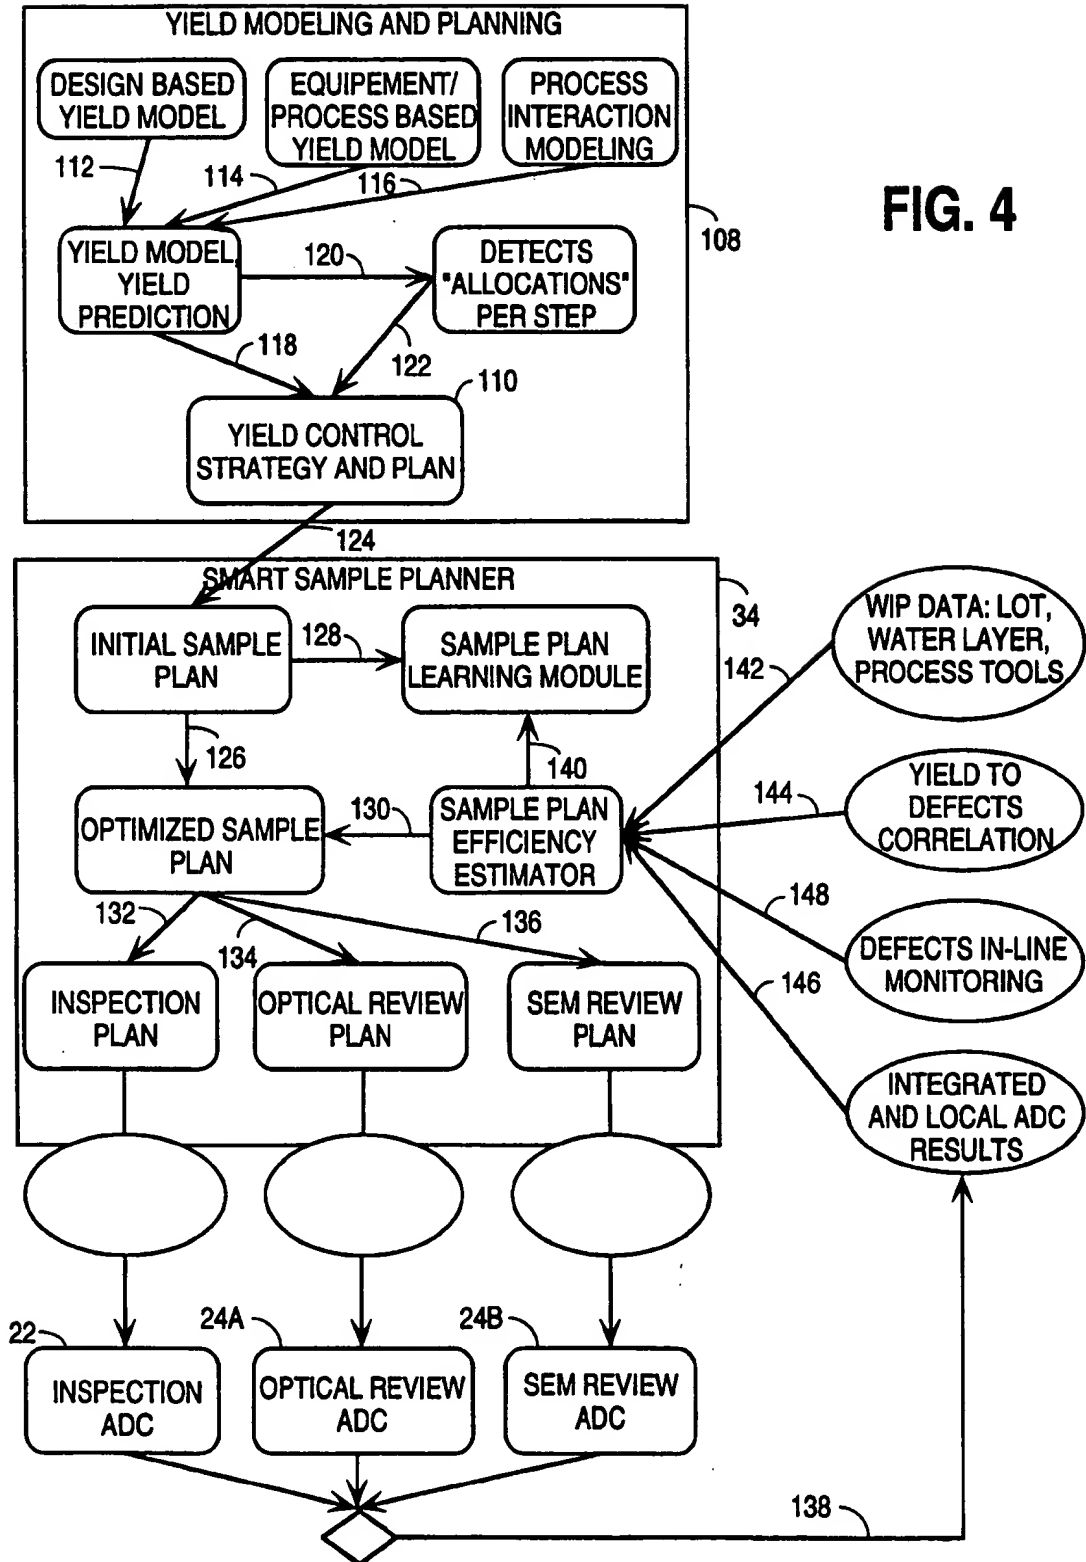 YIELD MODELING AND PLANNING
DESIGN BASED
YIELD MODEL
EQUIPEMENT/
PROCESS BASED
YIELD MODEL
PROCESS
INTERACTION
MODELING
112
114
116
FIG. 4
108
YIELD MODEL,
YIELD
PREDICTION
120
DETECTS
"ALLOCATIONS"
PER STEP
118
122
110
YIELD CONTROL
STRATEGY AND PLAN
124
SMART SAMPLE PLANNER
34
INITIAL SAMPLE
PLAN
128
SAMPLE PLAN
LEARNING MODULE
WIP DATA: LOT,
WATER LAYER,
PROCESS TOOLS
142
126
140
OPTIMIZED SAMPLE
PLAN
130
SAMPLE PLAN
EFFICIENCY
ESTIMATOR
144
YIELD TO
DEFECTS
CORRELATION
132
134
136
148
DEFECTS IN-LINE
MONITORING
146
INSPECTION
PLAN
OPTICAL REVIEW
PLAN
SEM REVIEW
PLAN
INTEGRATED
AND LOCAL ADC
RESULTS
22
24A
24B
INSPECTION
ADC
OPTICAL REVIEW
ADC
SEM REVIEW
ADC
138